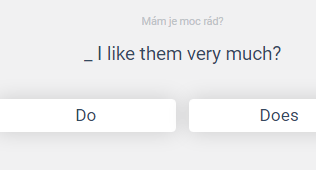 Mám je moc rád?
_ I like them very much?
Do
Does